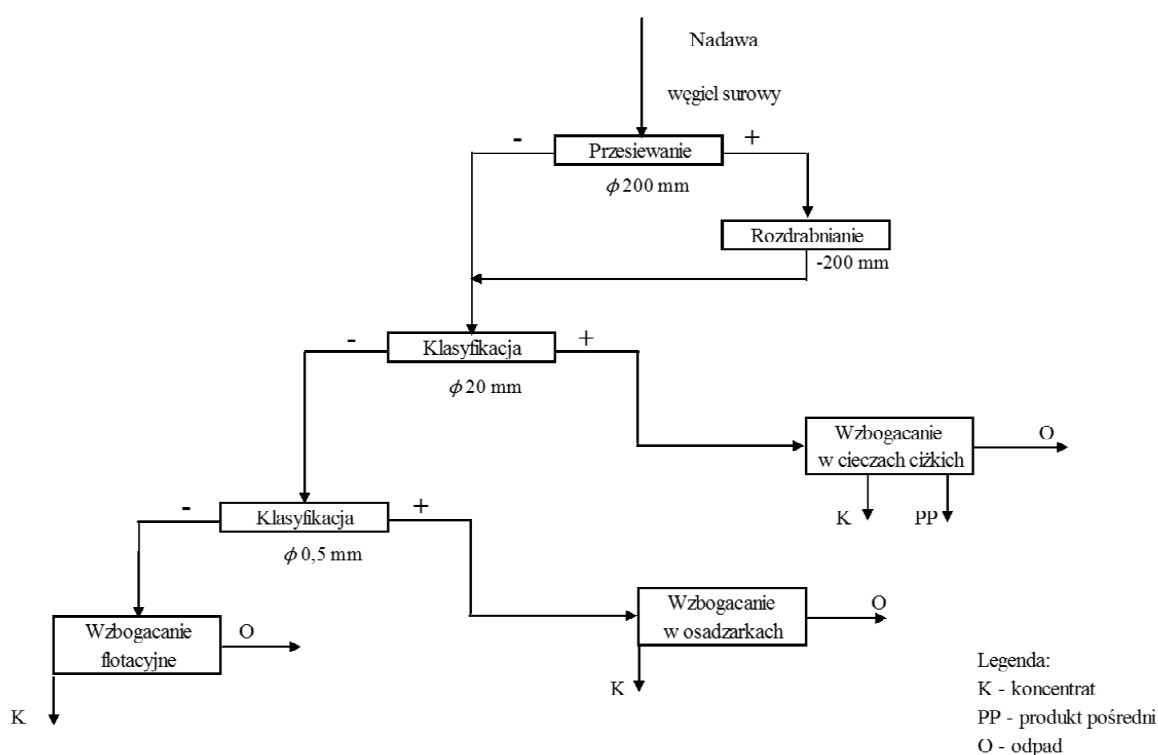 Nadawa
węgiel surowy
-
+
Przesiewanie
ϕ 200 mm
Rozdrabnianie
-200 mm
-
+
Klasyfikacja
ϕ 20 mm
Wzbogacanie
w cieczach ciżkich
O
K
PP
-
+
Klasyfikacja
ϕ 0,5 mm
Wzbogacanie
w osadzarkach
O
K
Wzbogacanie
flotacyjne
O
K
Legenda:
K - koncentrat
PP - produkt pośredni
O - odpad